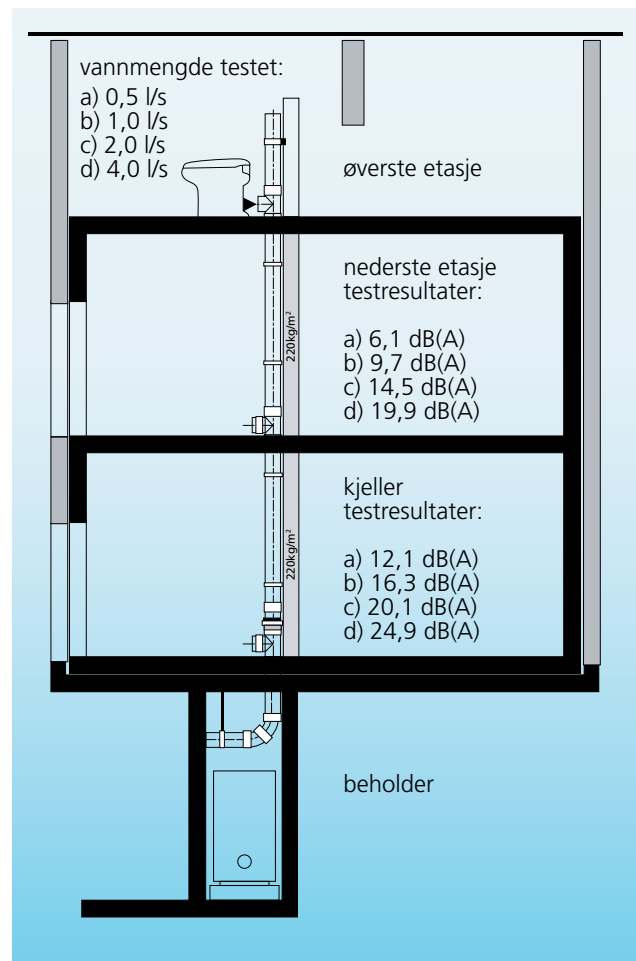 vannmengde testet:
a) 0,5 l/s
b) 1,0 l/s
c) 2,0 l/s
d) 4,0 l/s
øverste etasje
nederste etasje
testresultater:
a) 6,1 dB(A)
b) 9,7 dB(A)
c) 14,5 dB(A)
d) 19,9 dB(A)
220kg/m²
kjeller
testresultater:
a) 12,1 dB(A)
b) 16,3 dB(A)
c) 20,1 dB(A)
d) 24,9 dB(A)
220kg/m²
beholder